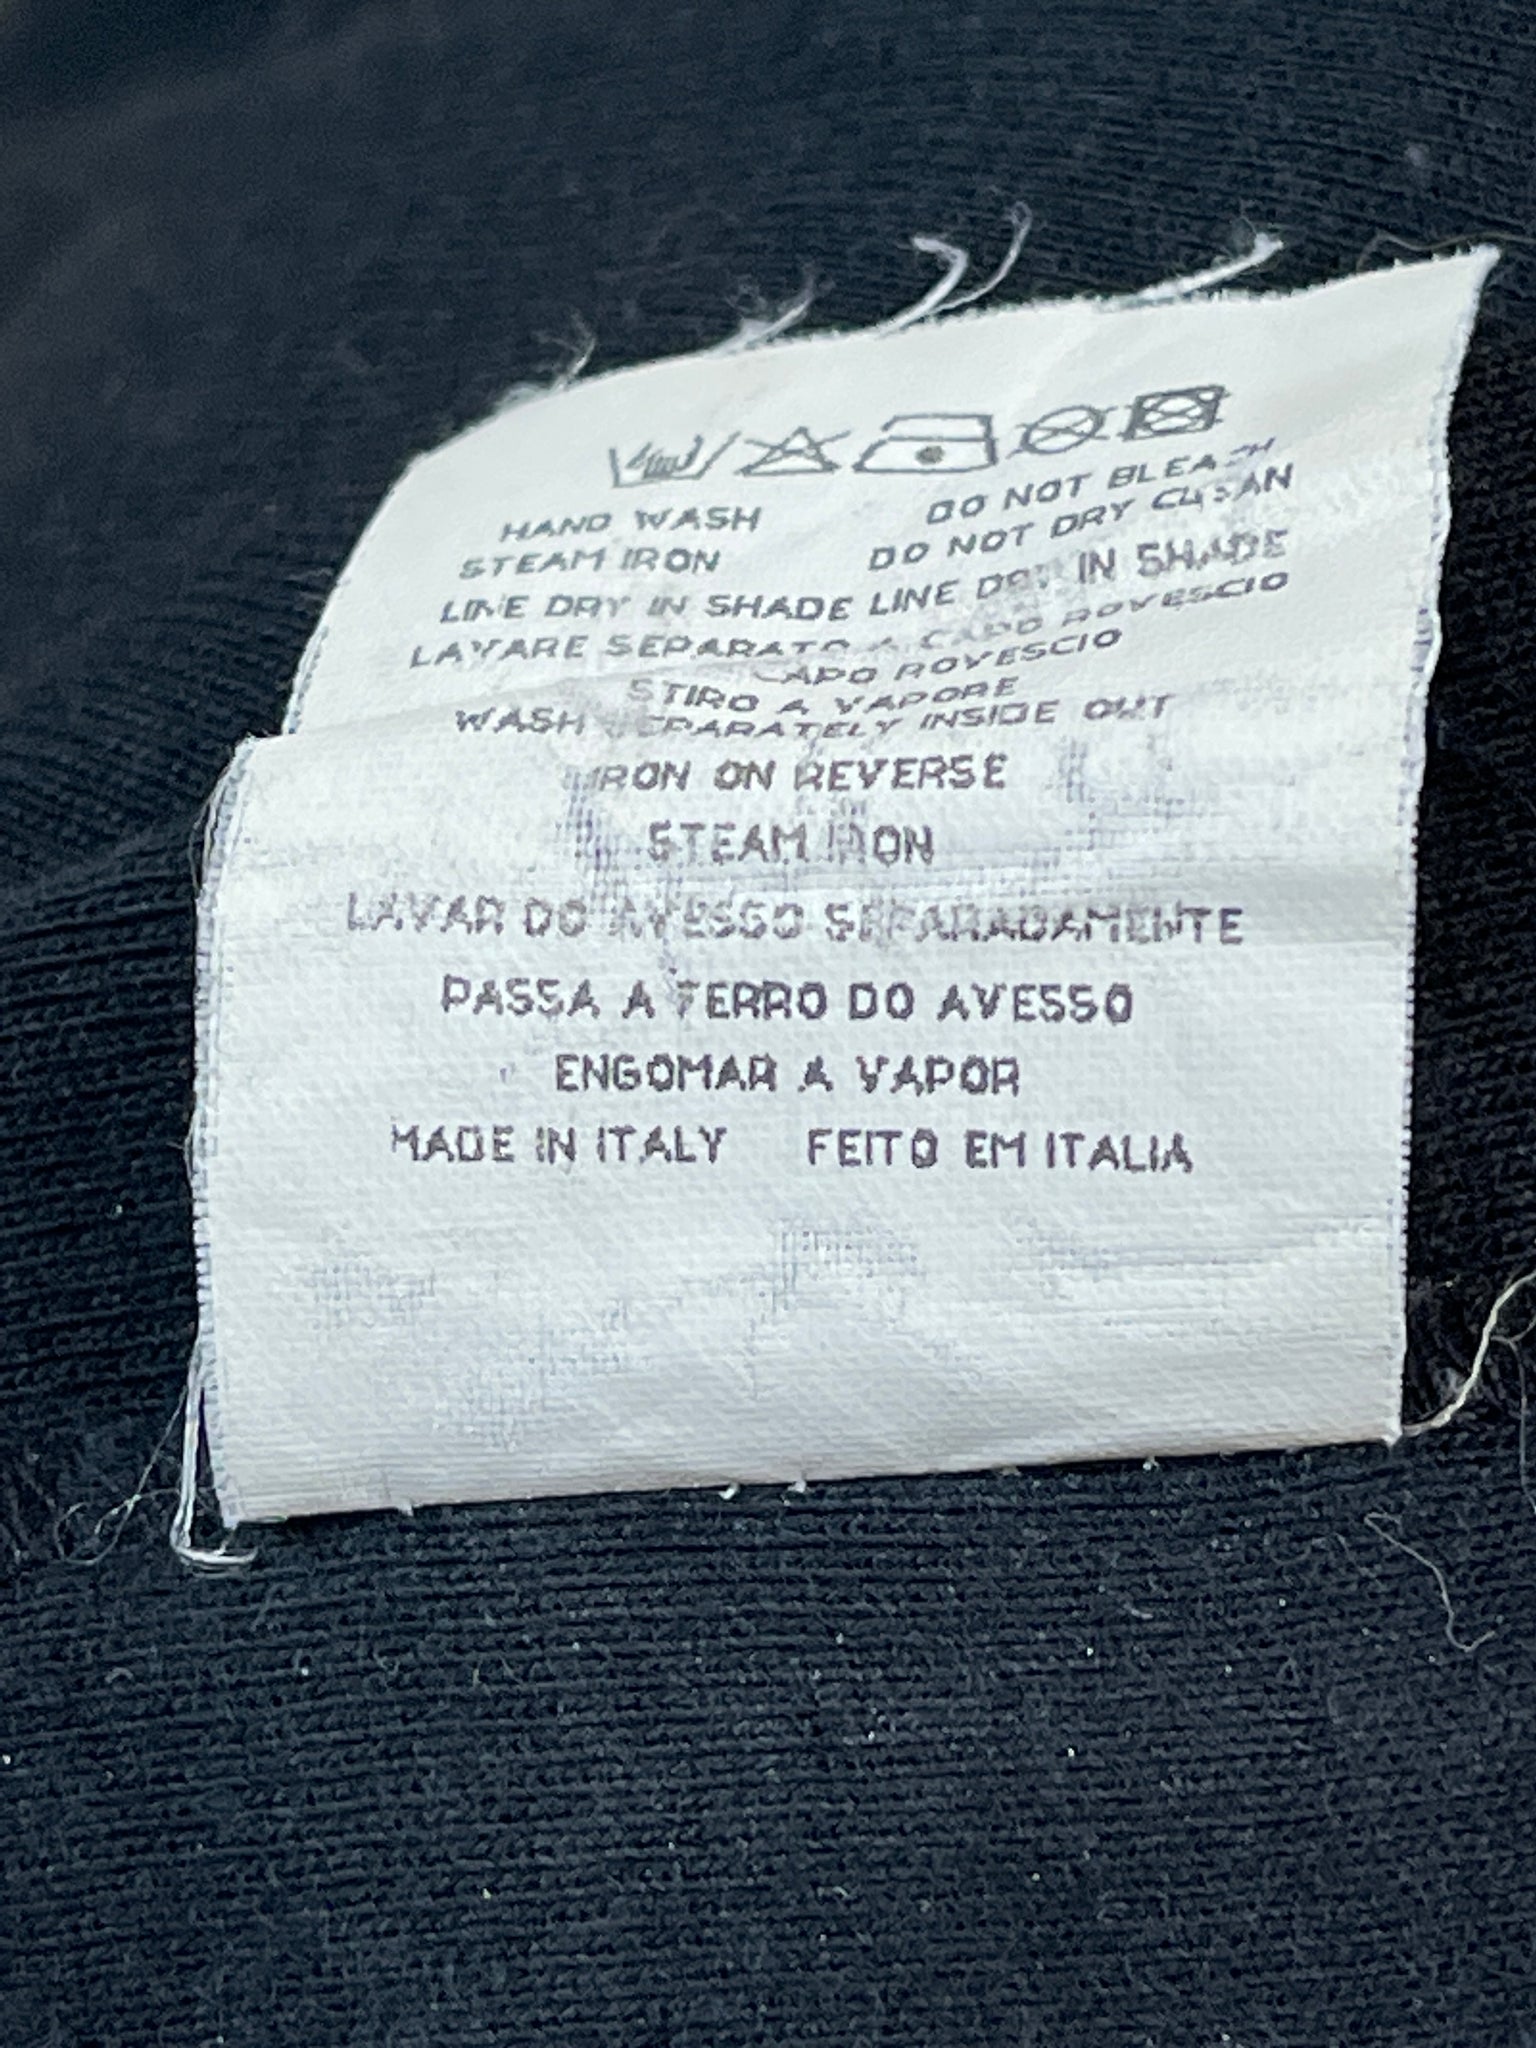 HAND WASH DO NOT BLEACH
STEAM IRON DO NOT DRY CLEAN
LINE DRY IN SHADE LINE DRY IN SHADE
LAVARE SEPARATO A CAPO ROVESCIO
CAPO ROVESCIO
STIRO A VAPORE
WASH SEPARATELY INSIDE OUT
IRON ON REVERSE
STEAM IRON
LAVAR DO AVESSO SEPARADAMENTE
PASSA A FERRO DO AVESSO
ENGOMAR A VAPOR
MADE IN ITALY FEITO EM ITALIA